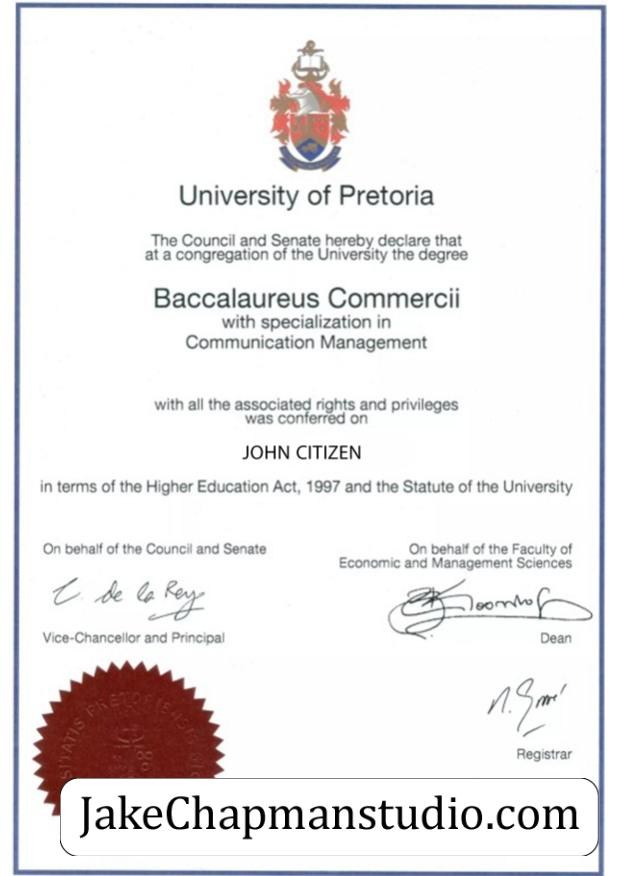 University of Pretoria
The Council and Senate hereby declare that
at a congregation of the University the degree
Baccalaureus Commercii
with specialization in
Communication Management
with all the associated rights and privileges
was conferred on
JOHN CITIZEN
in terms of the Higher Education Act, 1997 and the Statute of the University
On behalf of the Council and Senate
On behalf of the Faculty of
Economic and Management Sciences
C. de la Rey
Vice-Chancellor and Principal
Dean
Registrar
JakeChapmanstudio.com